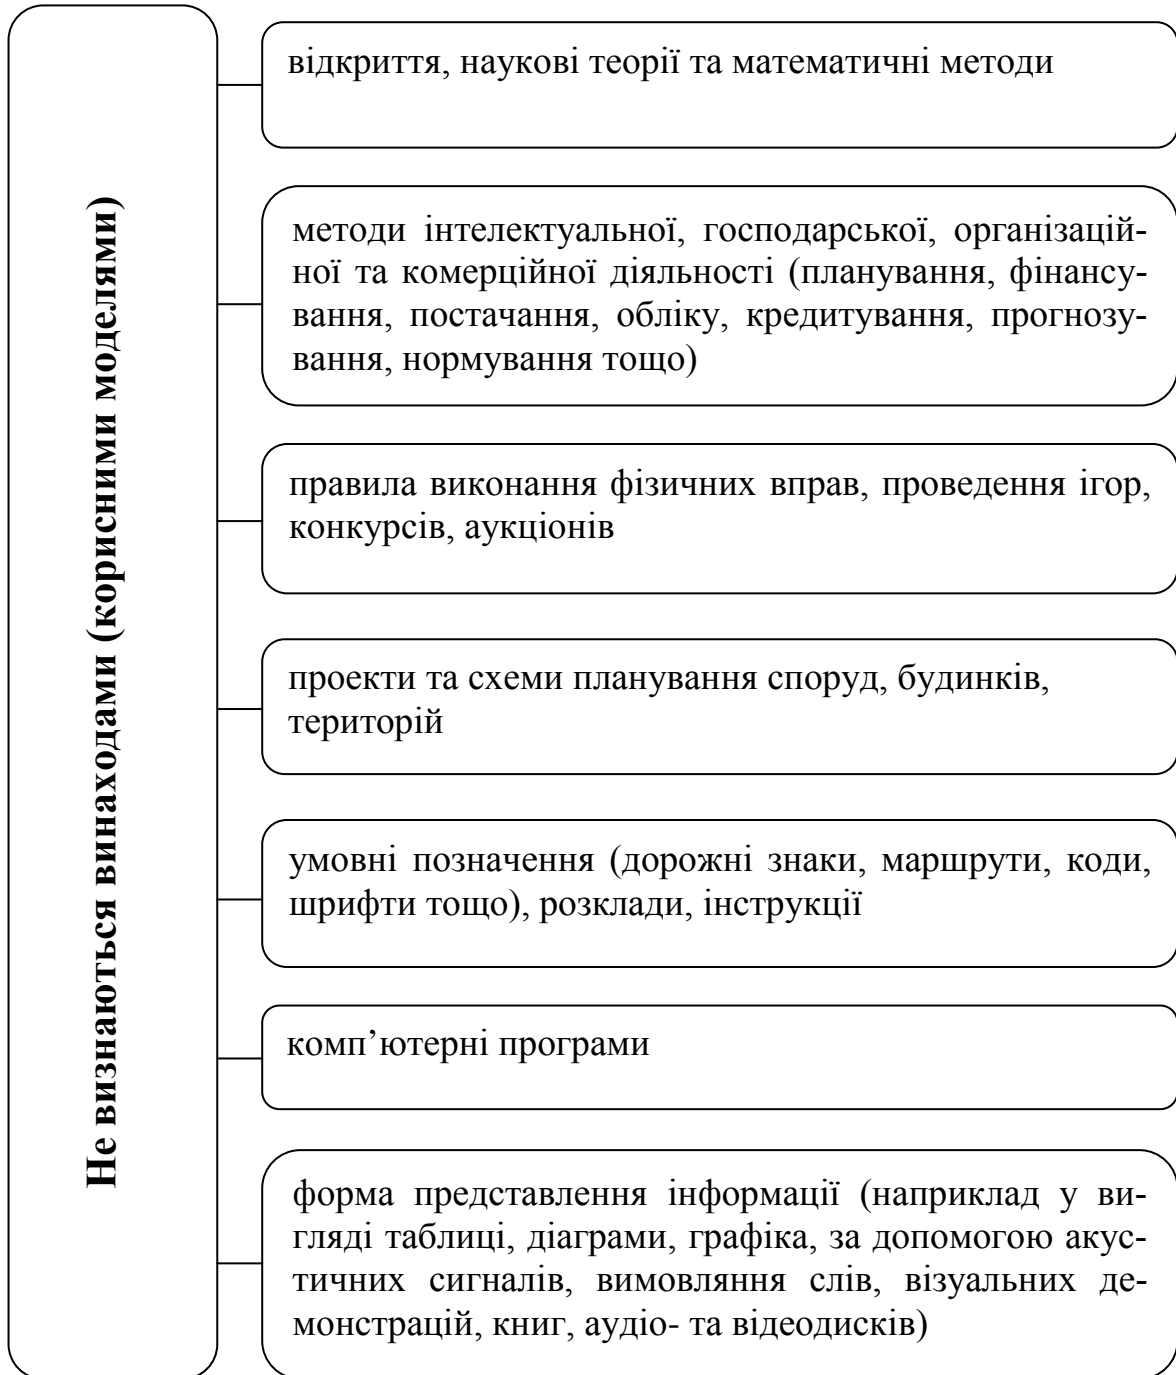 Не визнаються винаходами (корисними моделями)
відкриття, наукові теорії та математичні методи
методи інтелектуальної, господарської, організацій-
ної та комерційної діяльності (планування, фінансу-
вання, постачання, обліку, кредитування, прогнозу-
вання, нормування тощо)
правила виконання фізичних вправ, проведення ігор,
конкурсів, аукціонів
проекти та схеми планування споруд, будинків,
територій
умовні позначення (дорожні знаки, маршрути, коди,
шрифти тощо), розклади, інструкції
комп’ютерні програми
форма представлення інформації (наприклад у ви-
гляді таблиці, діаграми, графіка, за допомогою акус-
тичних сигналів, вимовляння слів, візуальних де-
монстрацій, книг, аудіо- та відеодисків)